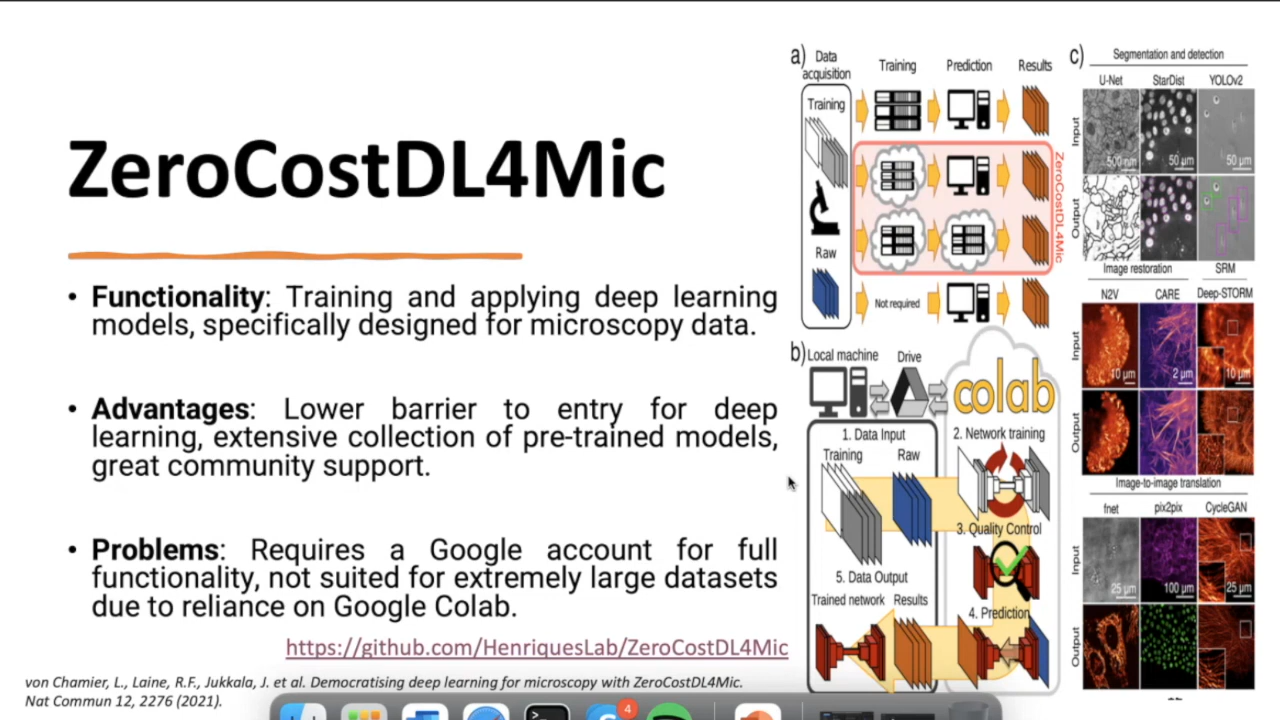 ZeroCostDL4Mic
• Functionality: Training and applying deep learning
models, specifically designed for microscopy data.
• Advantages: Lower barrier to entry for deep
learning, extensive collection of pre-trained models,
great community support.
• Problems: Requires a Google account for full
functionality, not suited for extremely large datasets
due to reliance on Google Colab.
https://github.com/HenriquesLab/ZeroCostDL4Mic
von Chamier, L., Laine, R.F., Jukkala, J. et al. Democratising deep learning for microscopy with ZeroCostDL4Mic.
Nat Commun 12, 2276 (2021).
a)
Data
acquisition
Training
Prediction
Results
Training
Raw
Not required
ZeroCostDL4Mic
b)
Local machine
Drive
colab
1. Data Input
Training
Raw
2. Network training
3. Quality Control
4. Prediction
5. Data Output
Trained network
Results
c)
Segmentation and detection
U-Net
StarDist
YOLOv2
Input
500 nm
50 µm
50 µm
Output
Image restoration
SRM
N2V
CARE
Deep-STORM
Input
10 µm
2 µm
10 µm
Output
Image-to-image translation
fnet
pix2pix
CycleGAN
Input
25 µm
100 µm
25 µm
Output
4